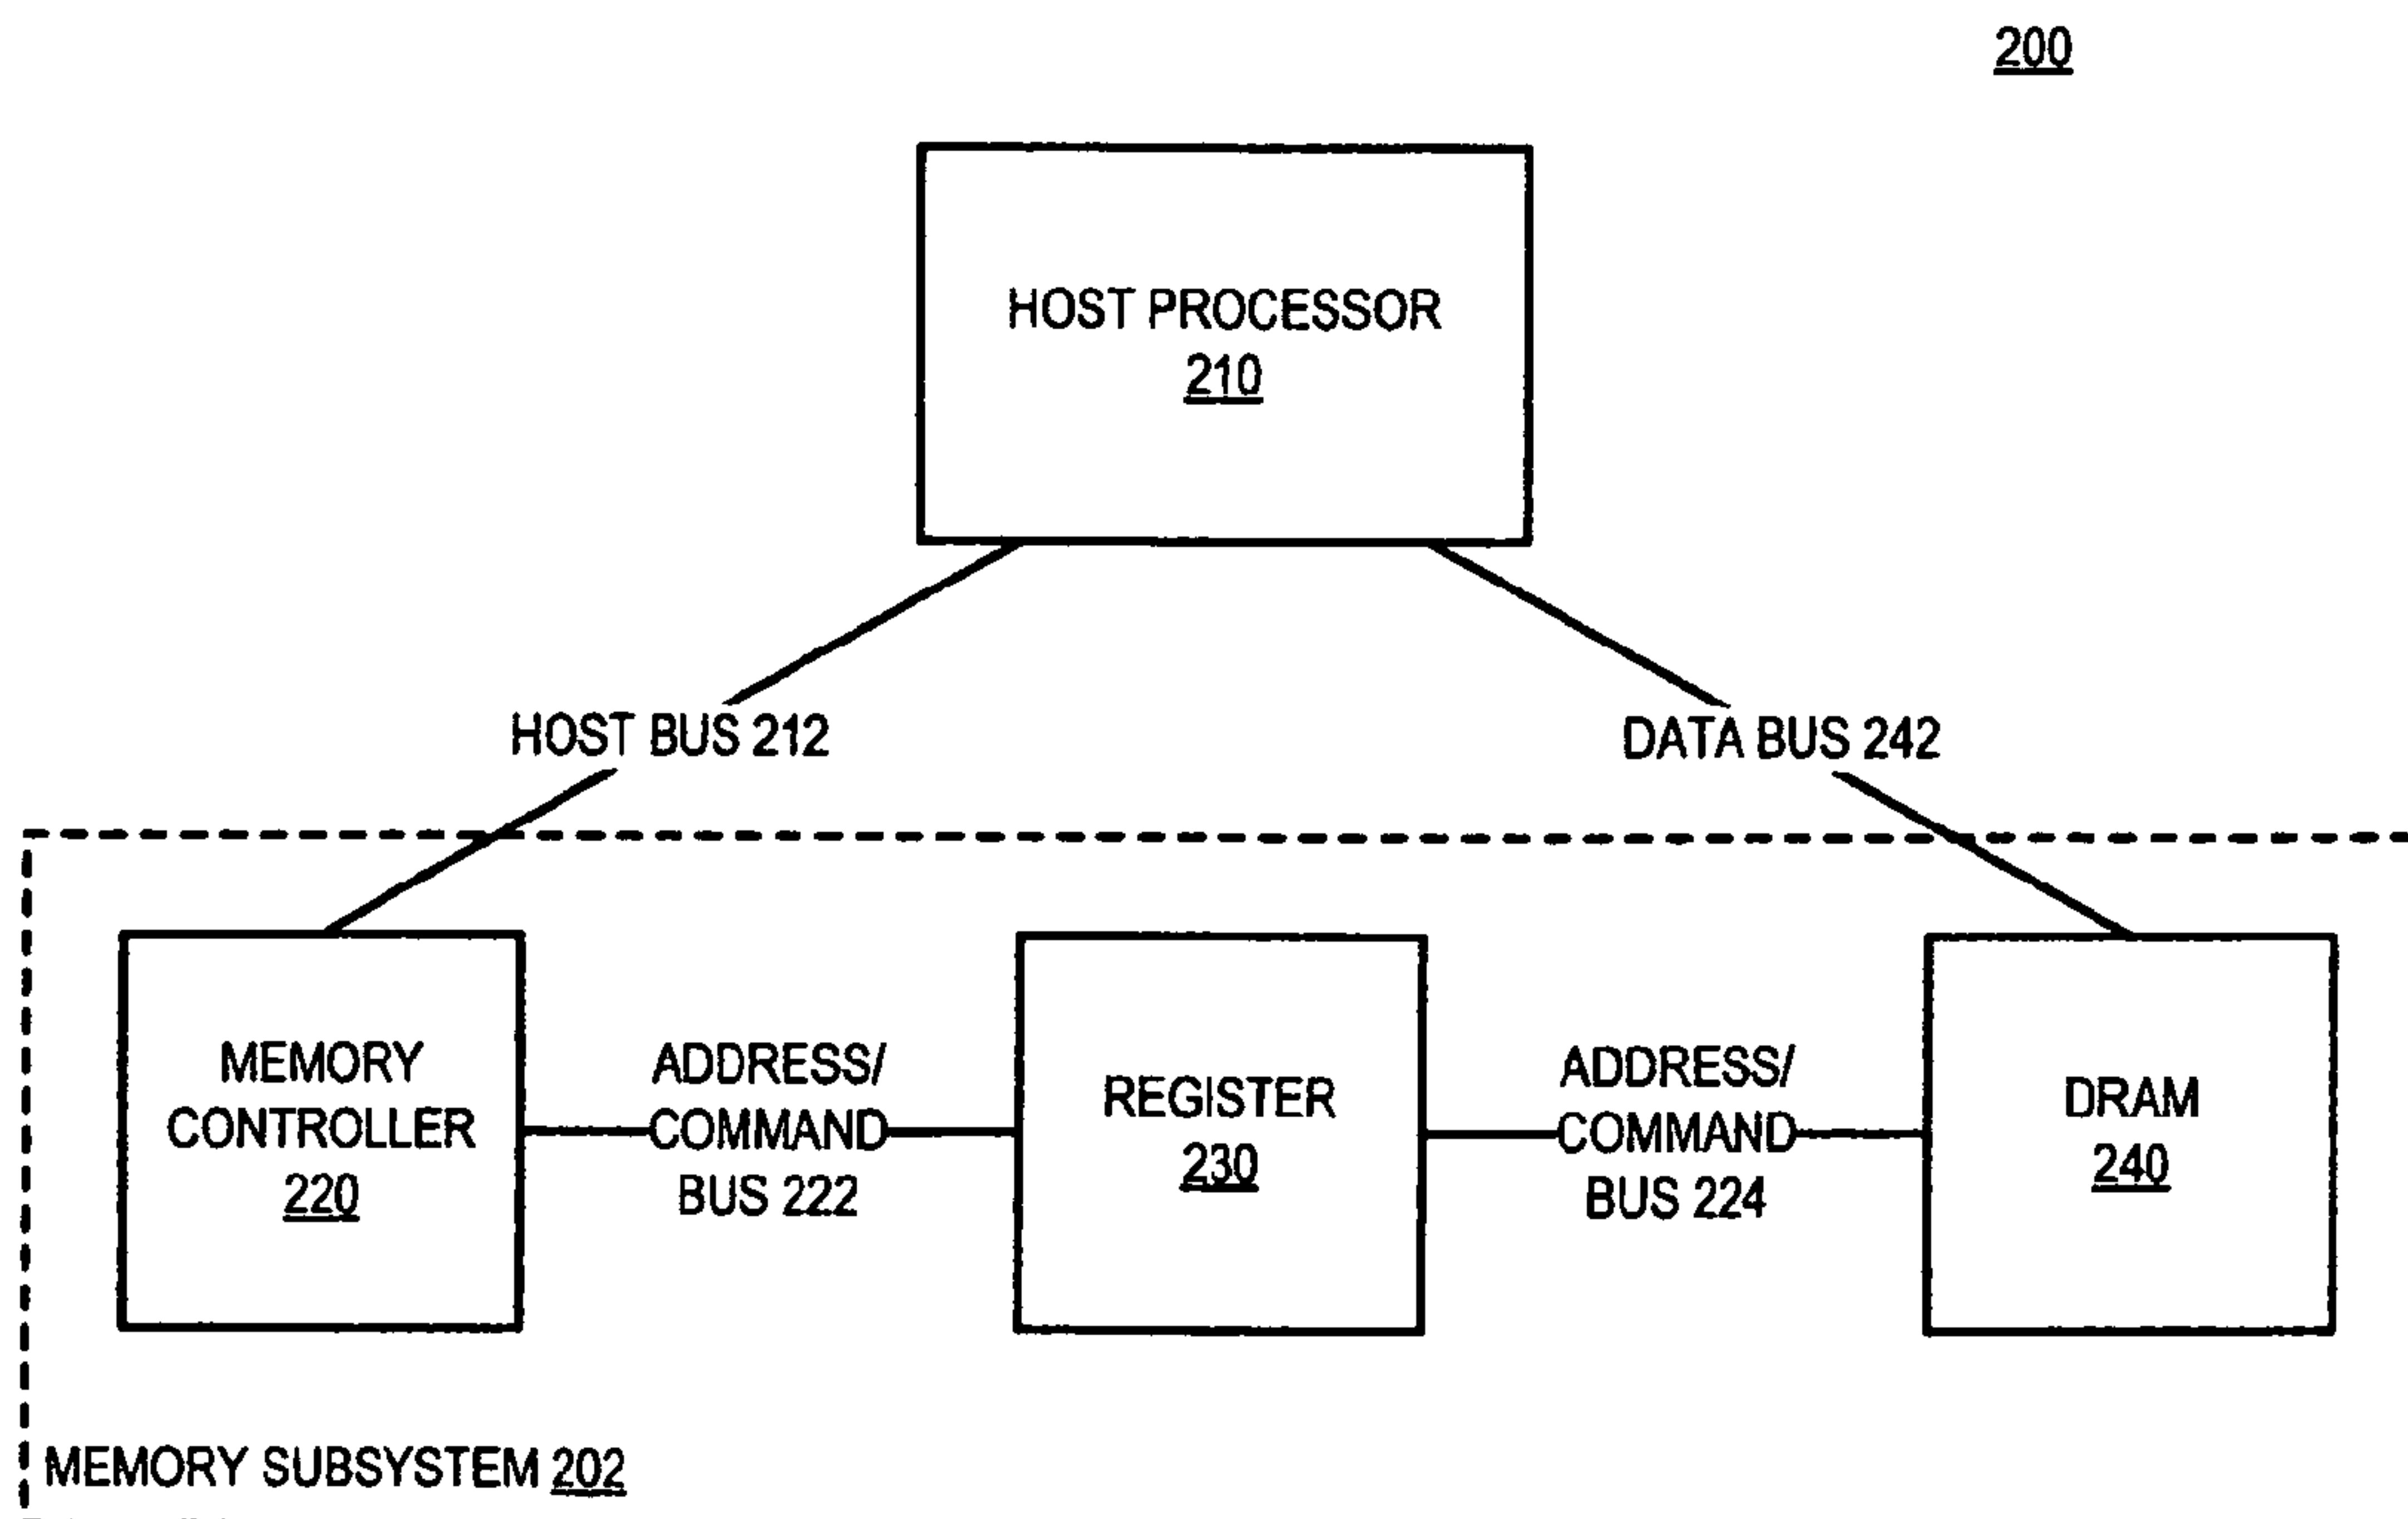 200
HOST PROCESSOR
210
HOST BUS 212
DATA BUS 242
MEMORY
CONTROLLER
220
ADDRESS/
COMMAND
BUS 222
REGISTER
230
ADDRESS/
COMMAND
BUS 224
DRAM
240
MEMORY SUBSYSTEM 202